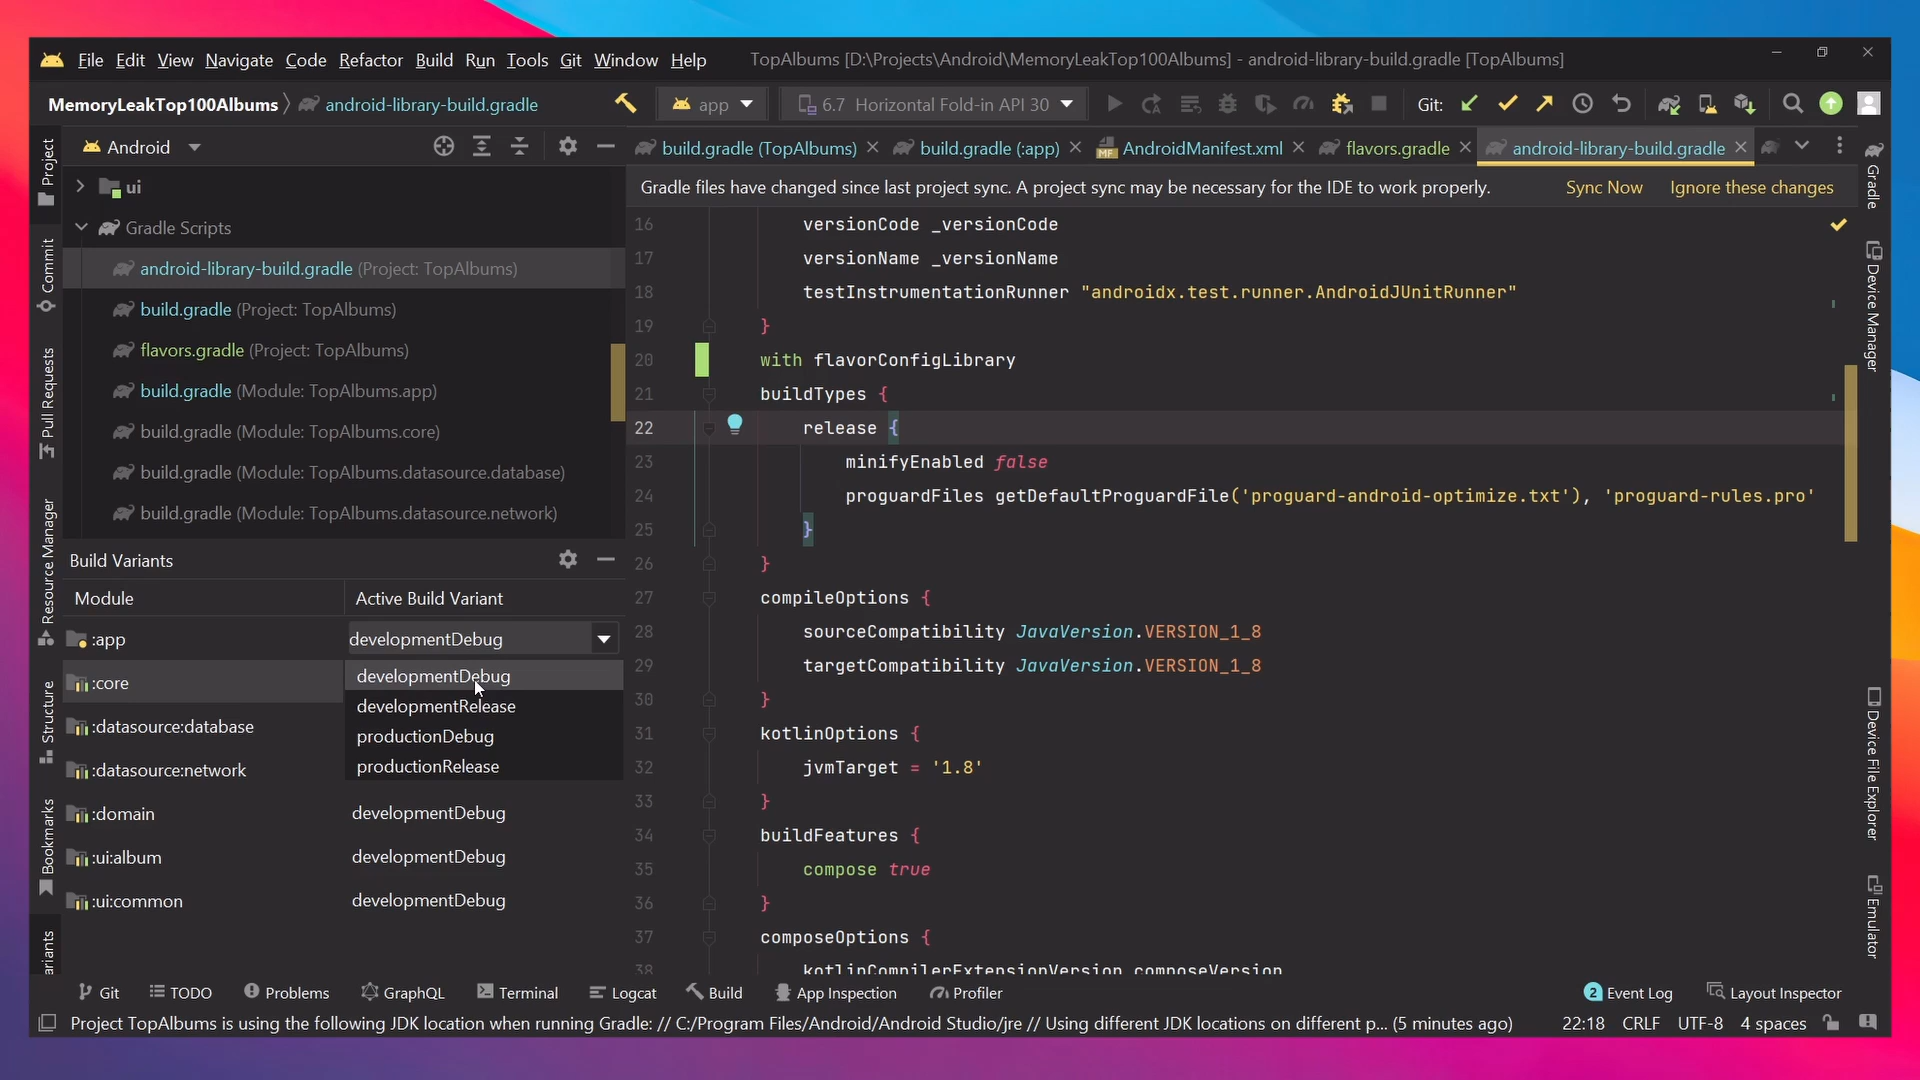 File Edit View Navigate Code Refactor Build Run Tools Git Window Help TopAlbums [D:\Projects\Android\MemoryLeakTop100Albums] - android-library-build.gradle [TopAlbums]
MemoryLeakTop100Albums android-library-build.gradle app 6.7 Horizontal Fold-in API 30 Git:
Android
build.gradle (TopAlbums) build.gradle (:app) AndroidManifest.xml flavors.gradle android-library-build.gradle
Gradle files have changed since last project sync. A project sync may be necessary for the IDE to work properly. Sync Now Ignore these changes
Project
Commit
Pull Requests
Resource Manager
Structure
Bookmarks
ariants
ui
Gradle Scripts
android-library-build.gradle (Project: TopAlbums)
build.gradle (Project: TopAlbums)
flavors.gradle (Project: TopAlbums)
build.gradle (Module: TopAlbums.app)
build.gradle (Module: TopAlbums.core)
build.gradle (Module: TopAlbums.datasource.database)
build.gradle (Module: TopAlbums.datasource.network)
Build Variants
Module Active Build Variant
:app developmentDebug
:core developmentDebug
developmentRelease
:datasource:database productionDebug
:datasource:network productionRelease
:domain developmentDebug
:ui:album developmentDebug
:ui:common developmentDebug
16 versionCode _versionCode
17 versionName _versionName
18 testInstrumentationRunner "androidx.test.runner.AndroidJUnitRunner"
19 }
20 with flavorConfigLibrary
21 buildTypes {
22 release {
23 minifyEnabled false
24 proguardFiles getDefaultProguardFile('proguard-android-optimize.txt'), 'proguard-rules.pro'
25 }
26 }
27 compileOptions {
28 sourceCompatibility JavaVersion.VERSION_1_8
29 targetCompatibility JavaVersion.VERSION_1_8
30 }
31 kotlinOptions {
32 jvmTarget = '1.8'
33 }
34 buildFeatures {
35 compose true
36 }
37 composeOptions {
38 kotlinCompilerExtensionVersion composeVersion
Gradle
Device Manager
Device File Explorer
Emulator
Git TODO Problems GraphQL Terminal Logcat Build App Inspection Profiler 2 Event Log Layout Inspector
Project TopAlbums is using the following JDK location when running Gradle: // C:/Program Files/Android/Android Studio/jre // Using different JDK locations on different p... (5 minutes ago) 22:18 CRLF UTF-8 4 spaces